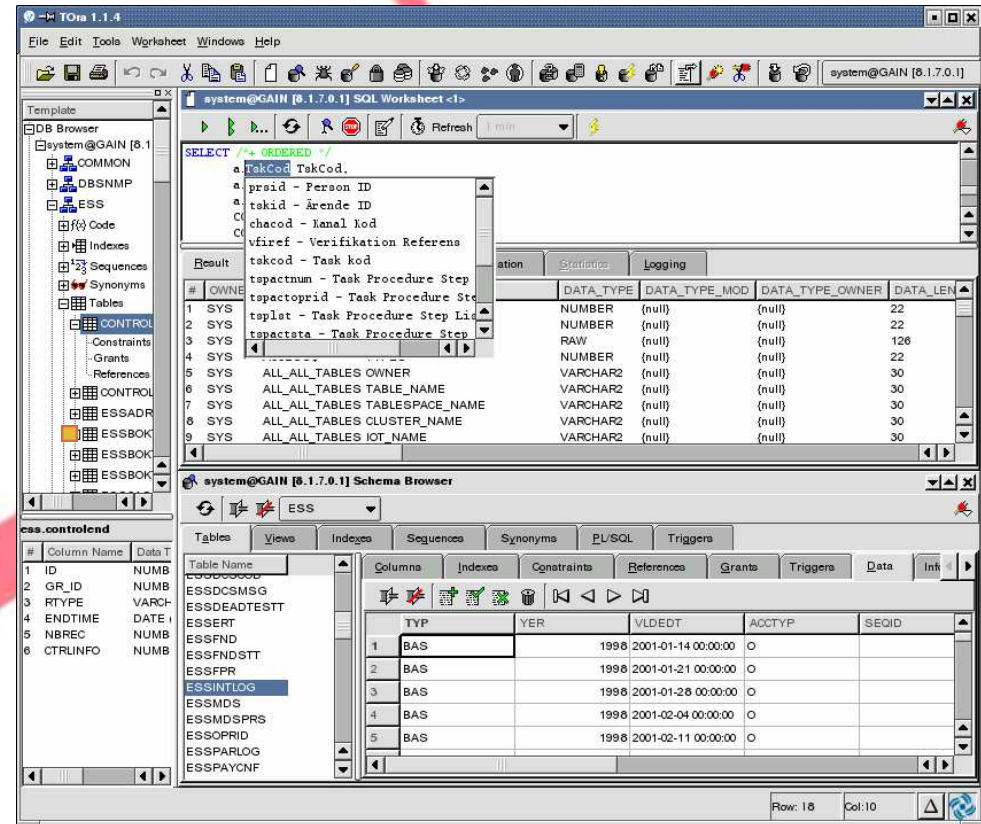 TOra 1.1.4
File Edit Tools Worksheet Windows Help
system@GAIN [8.1.7.0.1]
Template
DB Browser
system@GAIN [8.1
COMMON
DBSNMP
ESS
Code
Indexes
Sequences
Synonyms
Tables
CONTROL
Constraints
Grants
References
CONTROL
ESSADR
ESSBOK
ESSBOK
ESSBOK
ess.controlend
# Column Name Data T
1 ID NUMB
2 GR_ID NUMB
3 RTYPE VARCH
4 ENDTIME DATE
5 NBREC NUMB
6 CTRLINFO NUMB
system@GAIN [8.1.7.0.1] SQL Worksheet <1>
Refresh 1 min
SELECT /*+ ORDERED */
a.TskCod TskCod,
prsid - Person ID
tskid - Ärende ID
chacod - Kanal Kod
vfiref - Verifikation Referens
tskcod - Task kod
tspactnum - Task Procedure Step
tspactoprid - Task Procedure Ste
tsplst - Task Procedure Step Lis
tspactsta - Task Procedure Step
Result ation Statistics Logging
# OWNE DATA_TYPE DATA_TYPE_MOD DATA_TYPE_OWNER DATA_LEN
1 SYS NUMBER {null} {null} 22
2 SYS NUMBER {null} {null} 22
3 SYS RAW {null} {null} 126
4 SYS NUMBER {null} {null} 22
5 SYS ALL_ALL_TABLES OWNER VARCHAR2 {null} {null} 30
6 SYS ALL_ALL_TABLES TABLE_NAME VARCHAR2 {null} {null} 30
7 SYS ALL_ALL_TABLES TABLESPACE_NAME VARCHAR2 {null} {null} 30
8 SYS ALL_ALL_TABLES CLUSTER_NAME VARCHAR2 {null} {null} 30
9 SYS ALL_ALL_TABLES IOT_NAME VARCHAR2 {null} {null} 30
system@GAIN [8.1.7.0.1] Schema Browser
ESS
Tables Views Indexes Sequences Synonyms PL/SQL Triggers
Table Name
ESSDCSMSG
ESSDEADTESTT
ESSERT
ESSFND
ESSFNDSTT
ESSFPR
ESSINTLOG
ESSMDS
ESSMDSPRS
ESSOPRID
ESSPARLOG
ESSPAYCNF
Columns Indexes Constraints References Grants Triggers Data Inf
TYP YER VLDEDT ACCTYP SEQID
1 BAS 1998 2001-01-14 00:00:00 O
2 BAS 1998 2001-01-21 00:00:00 O
3 BAS 1998 2001-01-28 00:00:00 O
4 BAS 1998 2001-02-04 00:00:00 O
5 BAS 1998 2001-02-11 00:00:00 O
Row: 18 Col:10